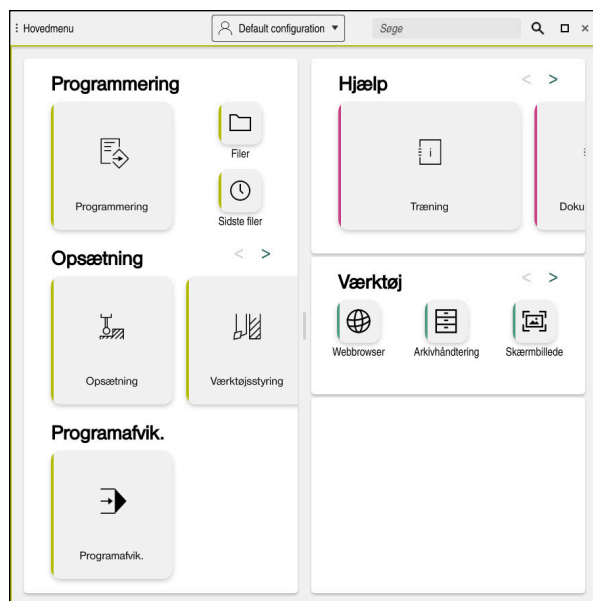 Hovedmenu
Default configuration
Søge
Programmering
Programmering
Filer
Sidste filer
Opsætning
Opsætning
Værktøjsstyring
Programafvik.
Programafvik.
Hjælp
Træning
Doku
Værktøj
Webbrowser
Arkivhåndtering
Skærmbillede